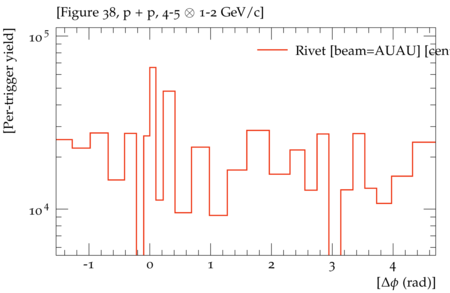 [Figure 38, p + p, 4-5 ⊗ 1-2 GeV/c]
[Per-trigger yield]
10⁵
Rivet [beam=AUAU] [cen
10⁴
-1 0 1 2 3 4
[Δϕ (rad)]